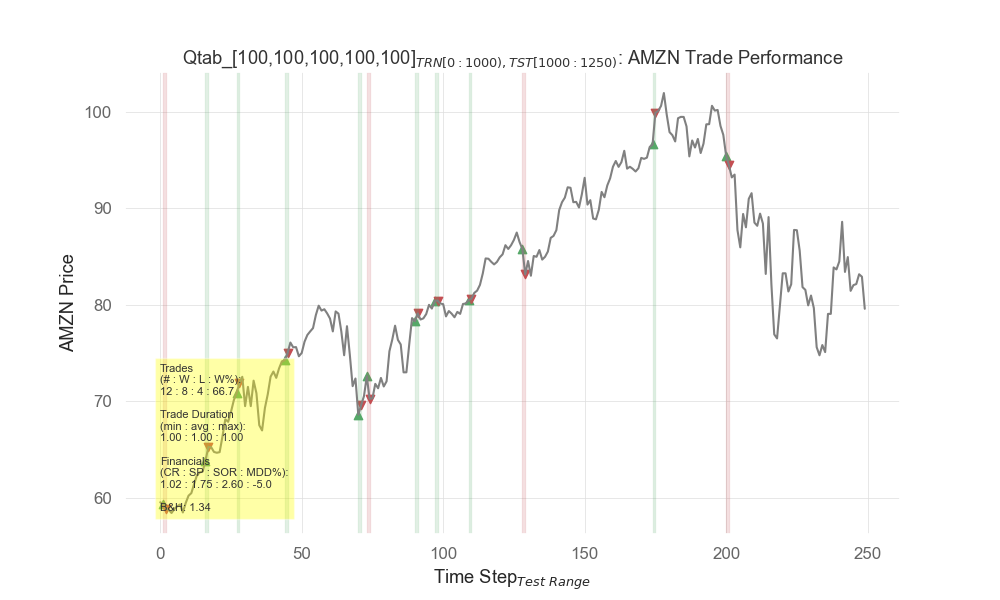 Qtab_[100,100,100,100,100]TRN[0 : 1000), TST[1000 : 1250): AMZN Trade Performance
100
90
80
70
60
AMZN Price
Trades
(# : W : L : W%):
12 : 8 : 4 : 66.7
Trade Duration
(min : avg : max):
1.00 : 1.00 : 1.00
Financials
(CR : SP : SOR : MDD%):
1.02 : 1.75 : 2.60 : -5.0
B&H: 1.34
0 50 100 150 200 250
Time StepTest Range